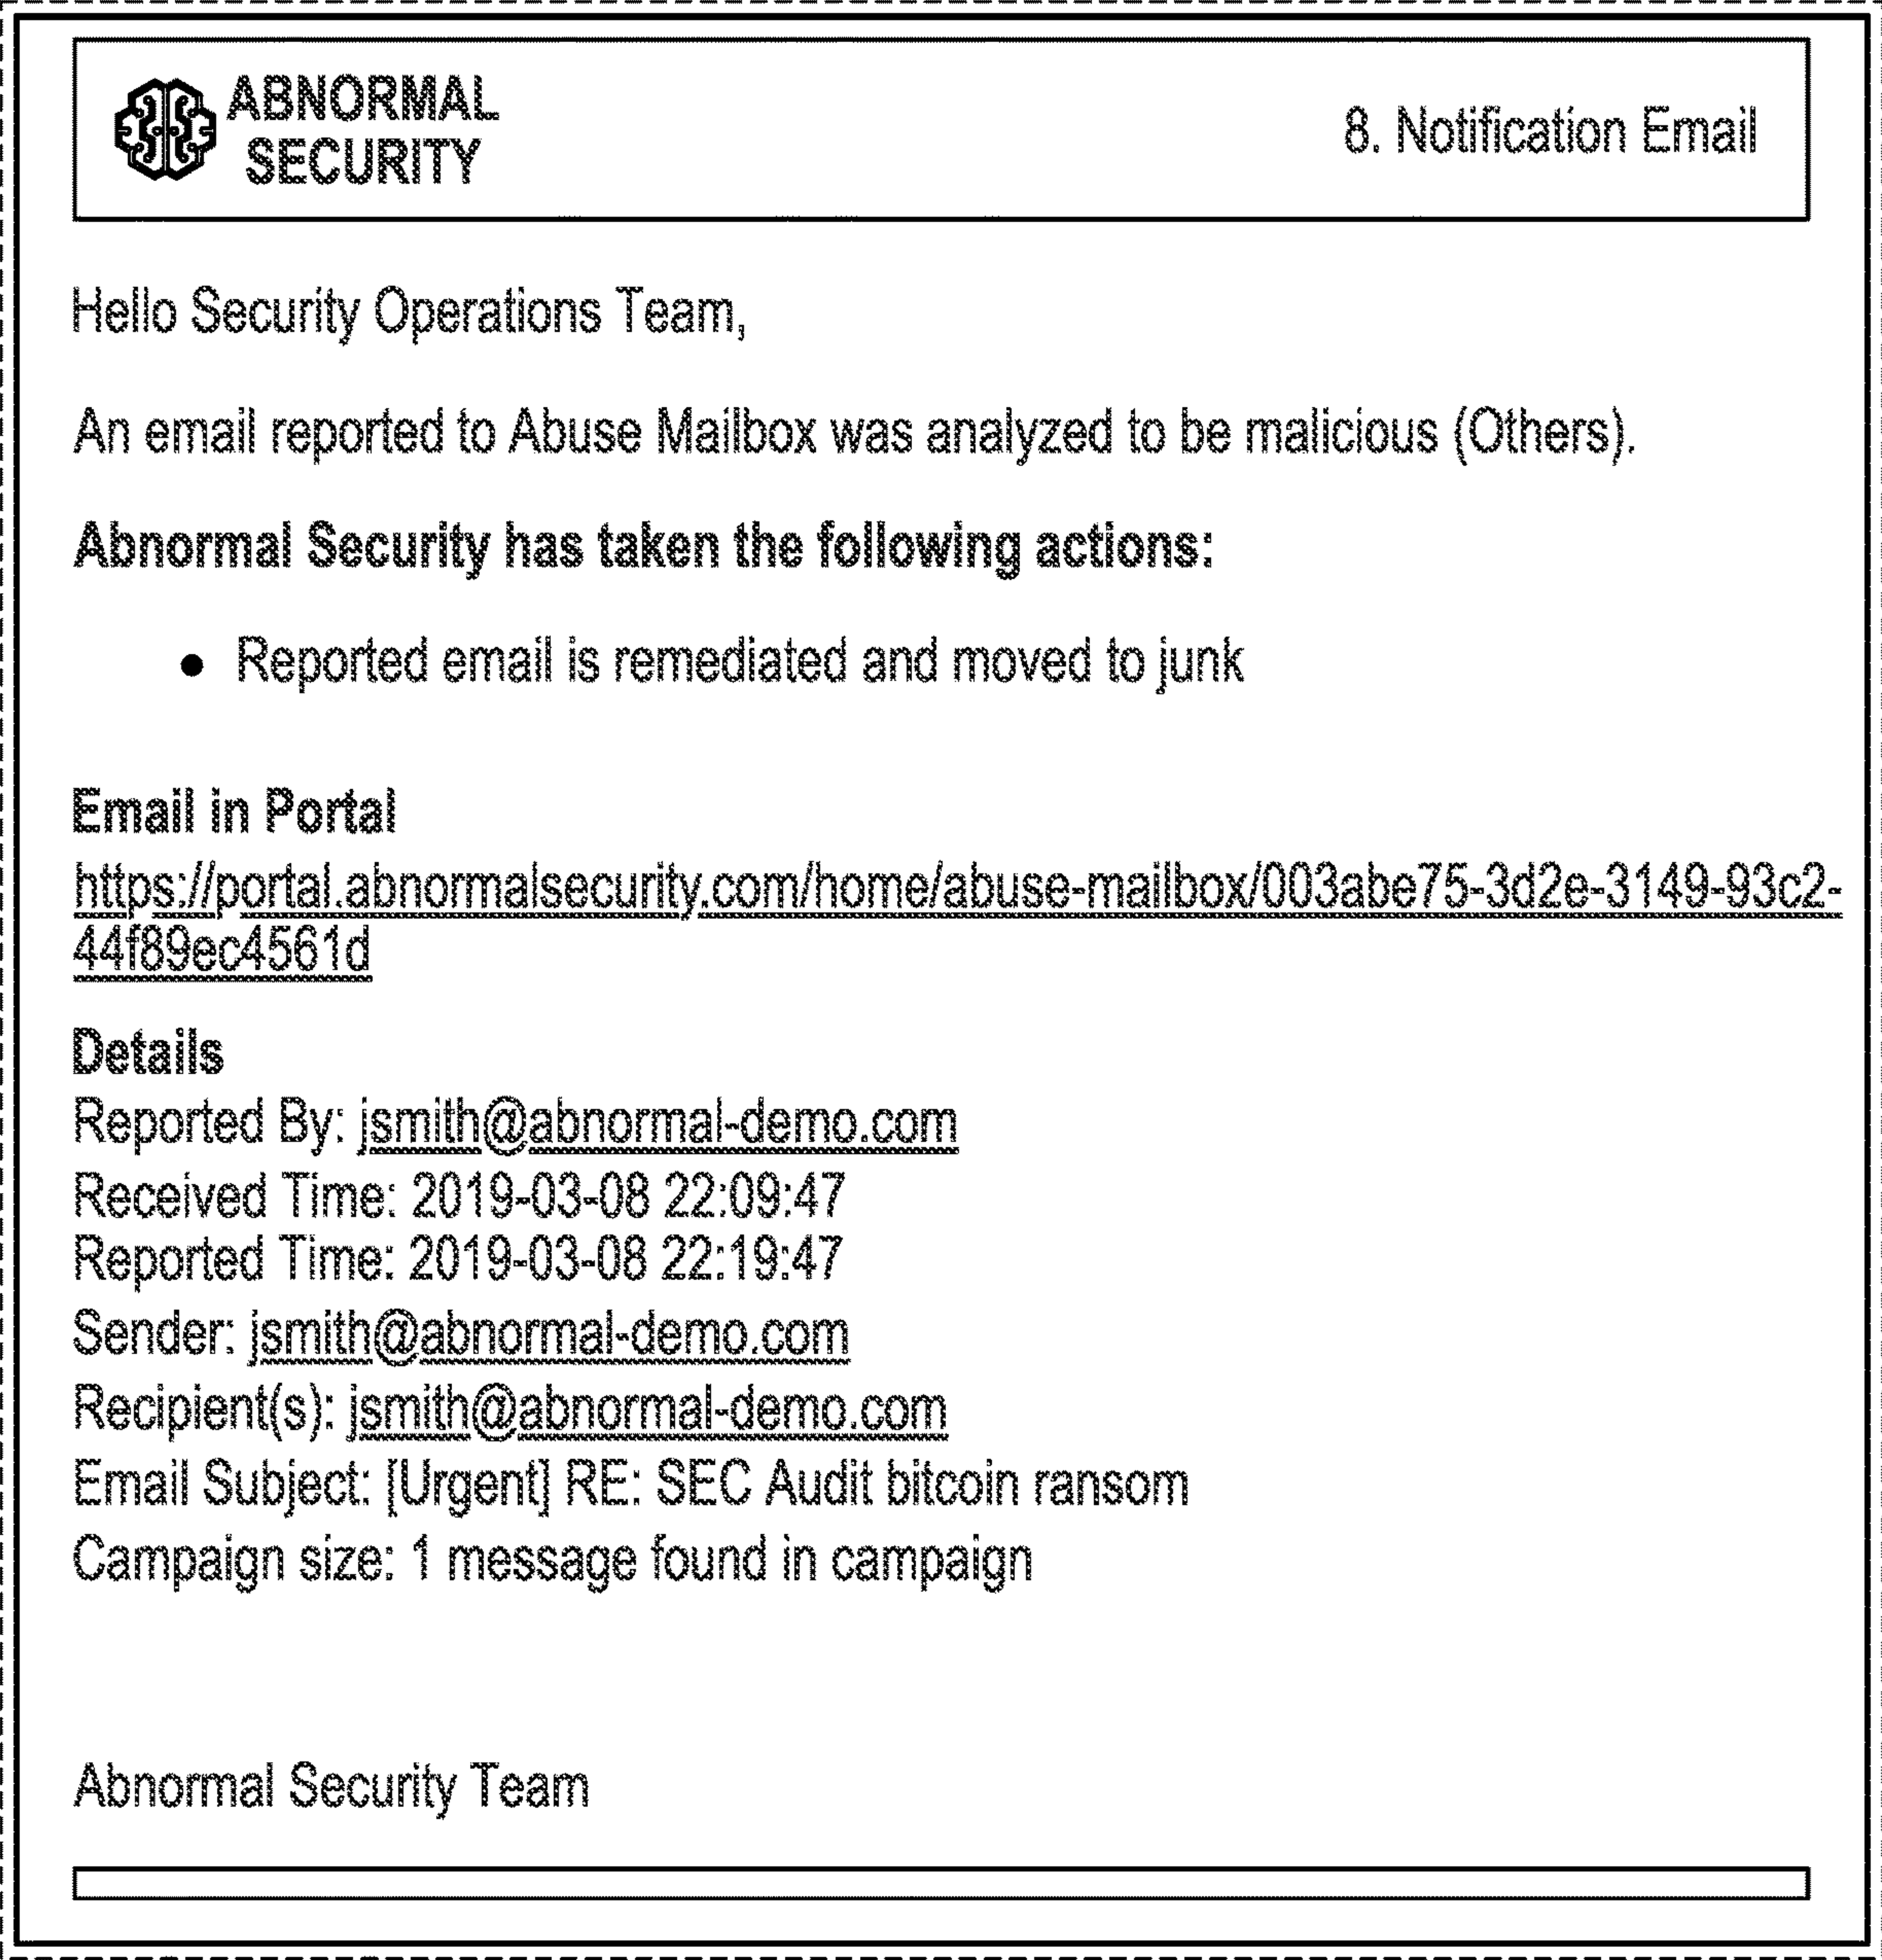 ABNORMAL
SECURITY
8. Notification Email
Hello Security Operations Team,
An email reported to Abuse Mailbox was analyzed to be malicious (Others).
Abnormal Security has taken the following actions:
• Reported email is remediated and moved to junk
Email in Portal
https://portal.abnormalsecurity.com/home/abuse-mailbox/003abe75-3d2e-3149-93c2-
44f89ec4561d
Details
Reported By: jsmith@abnormal-demo.com
Received Time: 2019-03-08 22:09:47
Reported Time: 2019-03-08 22:19:47
Sender: jsmith@abnormal-demo.com
Recipient(s): jsmith@abnormal-demo.com
Email Subject: [Urgent] RE: SEC Audit bitcoin ransom
Campaign size: 1 message found in campaign
Abnormal Security Team